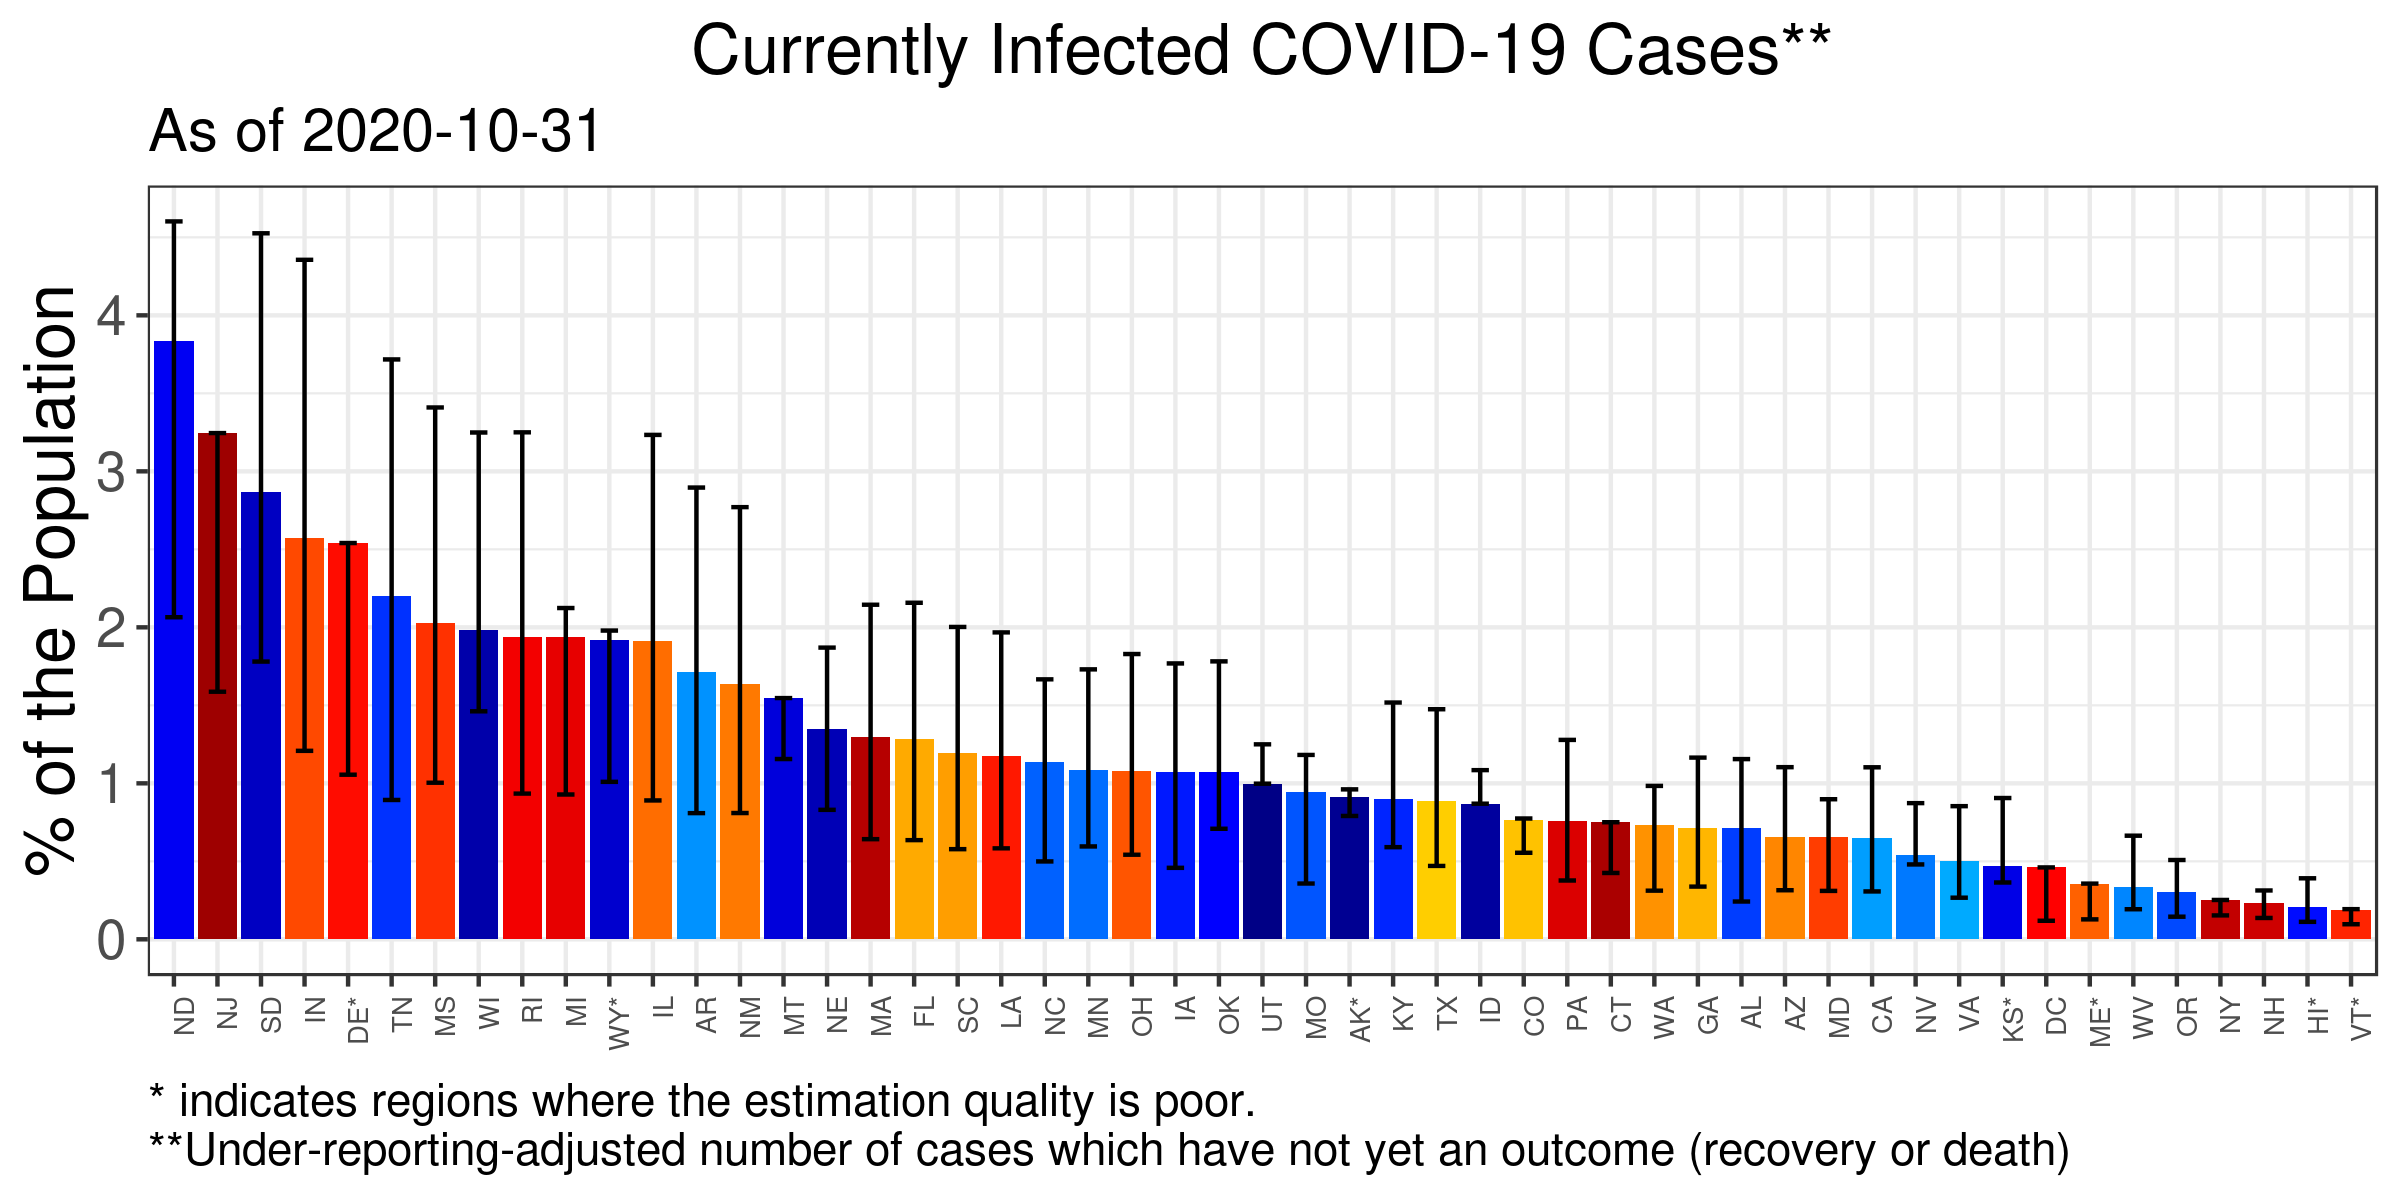 Currently Infected COVID-19 Cases**
As of 2020-10-31
% of the Population
4
3
2
1
0
ND NJ SD IN DE* TN MS WI RI MI WY* IL AR NM MT NE MA FL SC LA NC MN OH IA OK UT MO AK* KY TX ID CO PA CT WA GA AL AZ MD CA NV VA KS* DC ME* WV OR NY NH HI* VT*
* indicates regions where the estimation quality is poor.
**Under-reporting-adjusted number of cases which have not yet an outcome (recovery or death)